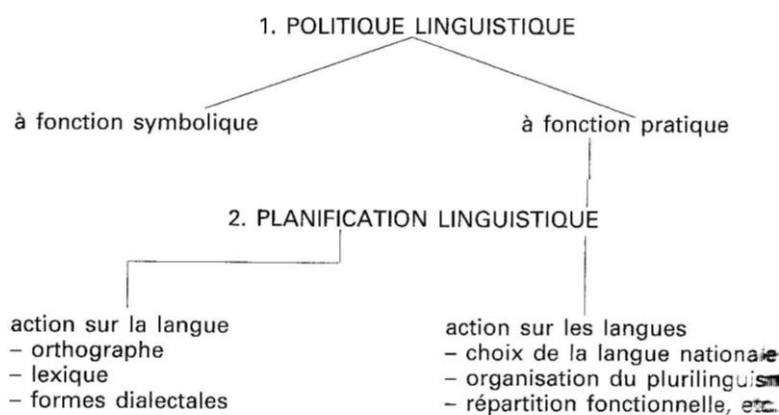 1. POLITIQUE LINGUISTIQUE
à fonction symbolique
à fonction pratique
2. PLANIFICATION LINGUISTIQUE
action sur la langue
– orthographe
– lexique
– formes dialectales
action sur les langues
– choix de la langue nationale
– organisation du
– répartition fonctionnelle, etc.